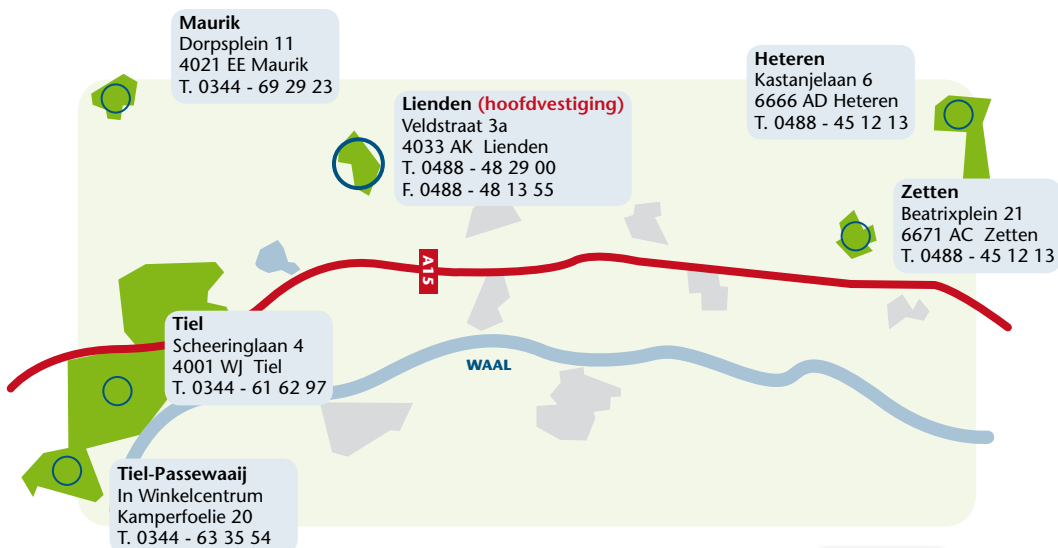 Maurik
Dorpsplein 11
4021 EE Maurik
T. 0344 - 69 29 23
Lienden (hoofdvestiging)
Veldstraat 3a
4033 AK Lienden
T. 0488 - 48 29 00
F. 0488 - 48 13 55
Heteren
Kastanjelaan 6
6666 AD Heteren
T. 0488 - 45 12 13
Zetten
Beatrixplein 21
6671 AC Zetten
T. 0488 - 45 12 13
A15
Tiel
Scheeringlaan 4
4001 WJ Tiel
T. 0344 - 61 62 97
WAAL
Tiel-Passewaaij
In Winkelcentrum
Kamperfoelie 20
T. 0344 - 63 35 54